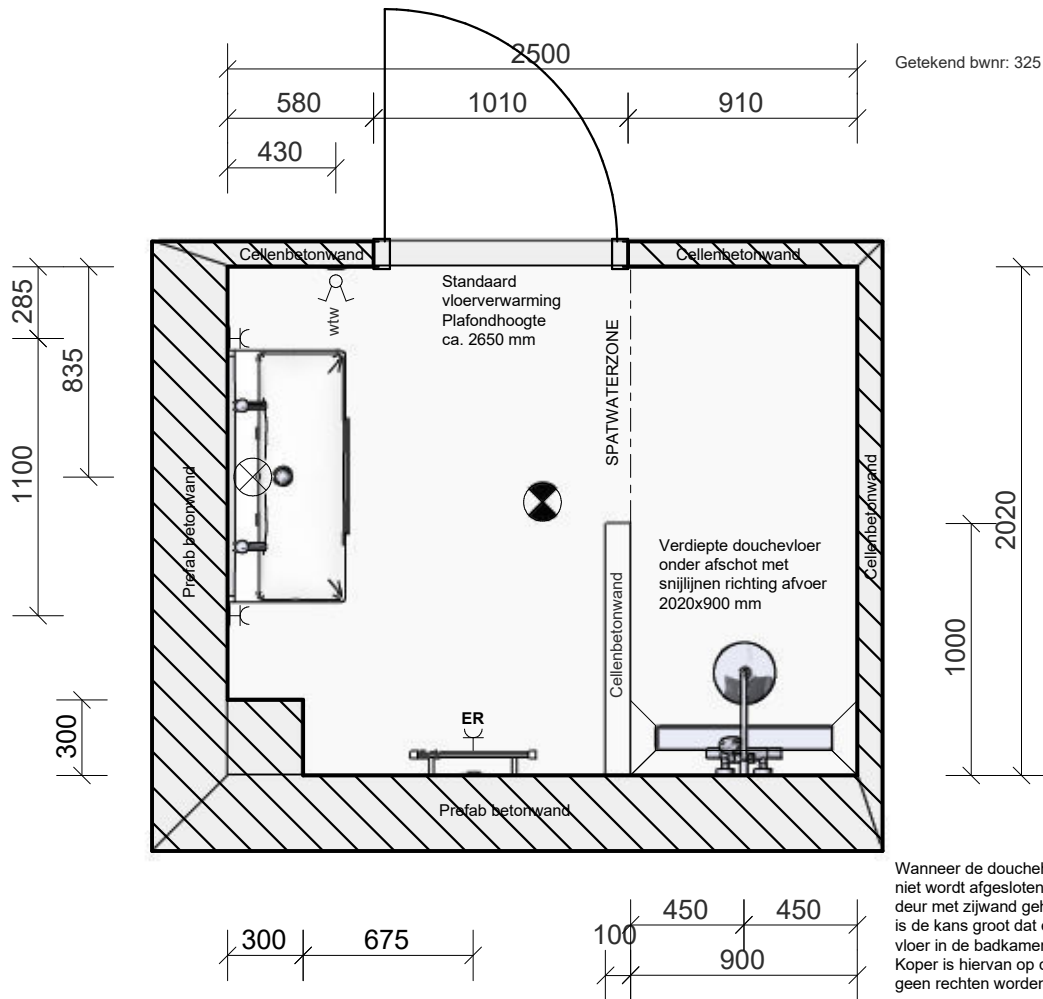 2500
Getekend bwnr: 325
580
1010
910
430
Cellenbetonwand
Cellenbetonwand
285
835
1100
wtw
Standaard
vloerverwarming
Plafondhoogte
ca. 2650 mm
SPATWATERZONE
Prefab betonwand
Cellenbetonwand
2020
1000
Verdiepte douchevloer
onder afschot met
snijlijnen richting afvoer
2020x900 mm
Cellenbetonwand
300
ER
Prefab betonwand
300
675
100
450
450
900
Wanneer de
niet wordt afgesloten
deur met zijwand
is de kans groot dat
vloer in de badkamer
Koper is hiervan op
geen rechten worden